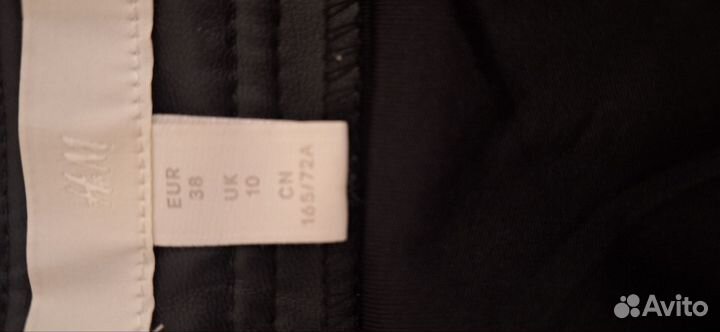 H&M
EUR
38
UK
10
CN
165/72A
Avito